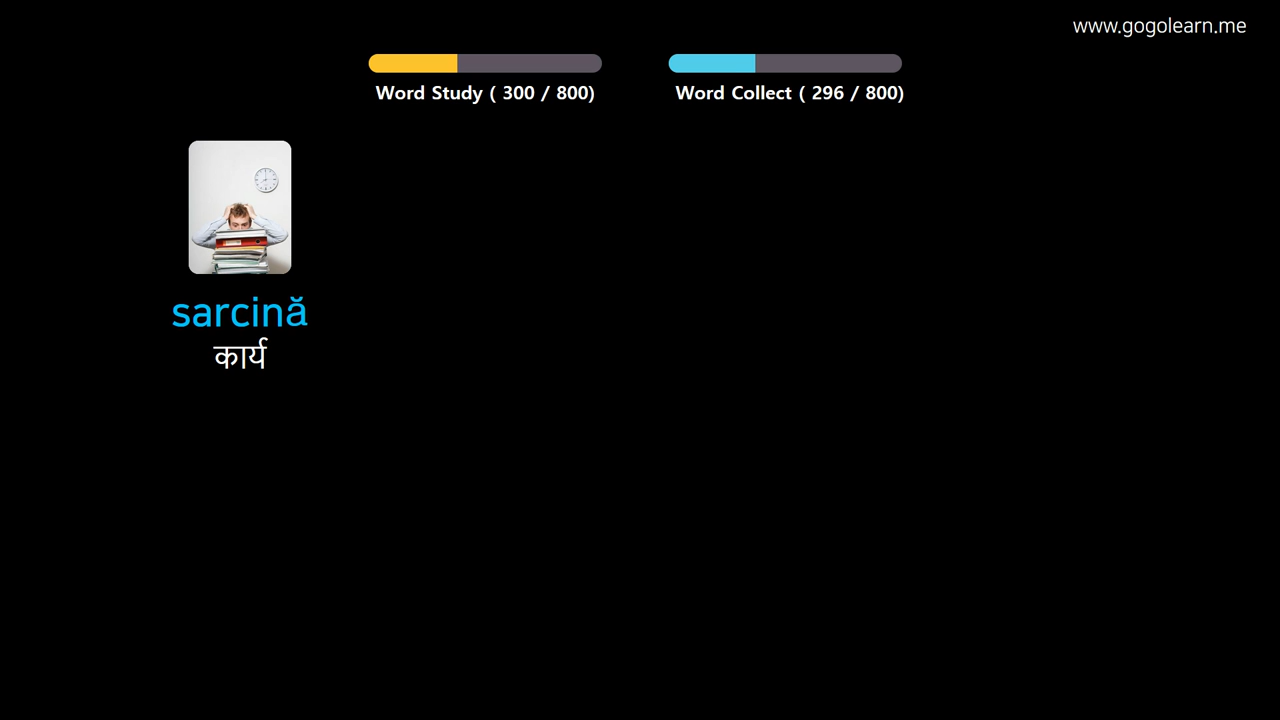 www.gogolearn.me
Word Study ( 300 / 800)
Word Collect ( 296 / 800)
sarcină
कार्य